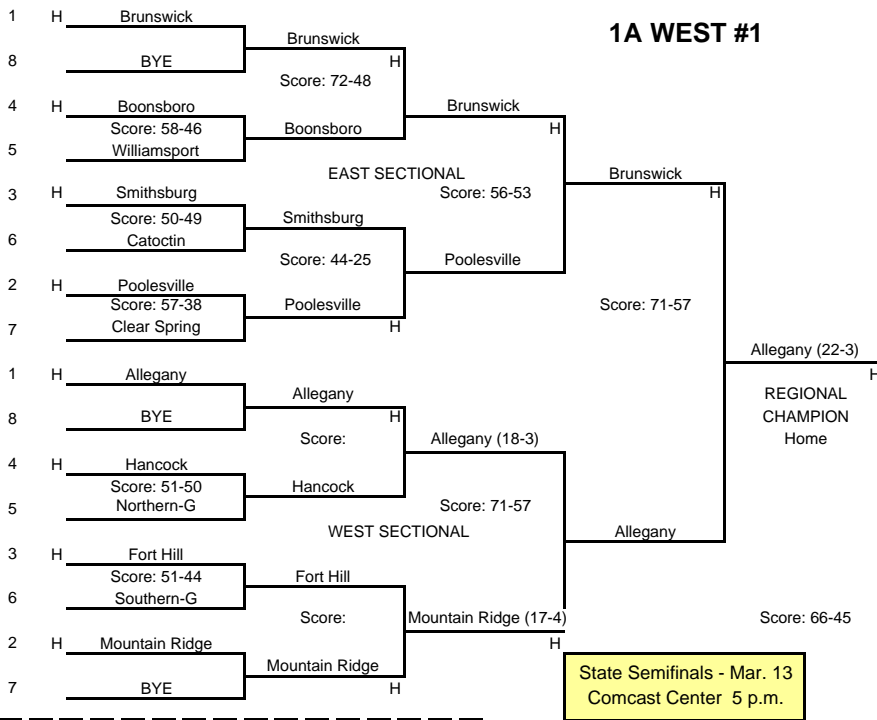 1A WEST #1
1 H Brunswick
Brunswick
H
8 BYE
Score: 72-48
4 H Boonsboro
Brunswick
H
Score: 58-46
Boonsboro
5 Williamsport
EAST SECTIONAL
Brunswick
H
3 H Smithsburg
Score: 56-53
Score: 50-49
Smithsburg
6 Catoctin
Score: 44-25
Poolesville
2 H Poolesville
Score: 57-38
Poolesville
H
Score: 71-57
7 Clear Spring
Allegany (22-3)
H
1 H Allegany
REGIONAL
CHAMPION
Home
Allegany
H
8 BYE
Score:
Allegany (18-3)
4 H Hancock
Score: 51-50
Hancock
5 Northern-G
Score: 71-57
WEST SECTIONAL
Allegany
3 H Fort Hill
Score: 51-44
Fort Hill
6 Southern-G
Score:
Mountain Ridge (17-4)
H
Score: 66-45
2 H Mountain Ridge
Mountain Ridge
H
7 BYE
State Semifinals - Mar. 13
Comcast Center 5 p.m.